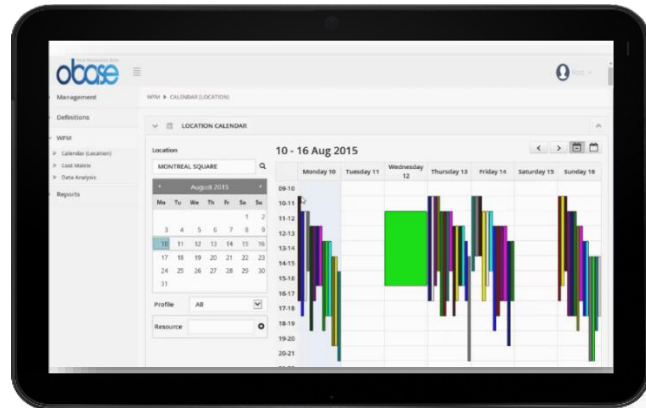 obase
Management
Definitions
WFM
Calendar (Location)
Cost Matrix
Data Analysis
Reports
WFM ▸ CALENDAR (LOCATION)
LOCATION CALENDAR
Location
MONTREAL SQUARE
August 2015
Mo Tu We Th Fr Sa Su
1 2
3 4 5 6 7 8 9
10 11 12 13 14 15 16
17 18 19 20 21 22 23
24 25 26 27 28 29 30
31
Profile All
Resource
10 - 16 Aug 2015
Monday 10 Tuesday 11 Wednesday 12 Thursday 13 Friday 14 Saturday 15 Sunday 16
09-10
10-11
11-12
12-13
13-14
14-15
15-16
16-17
17-18
18-19
19-20
20-21